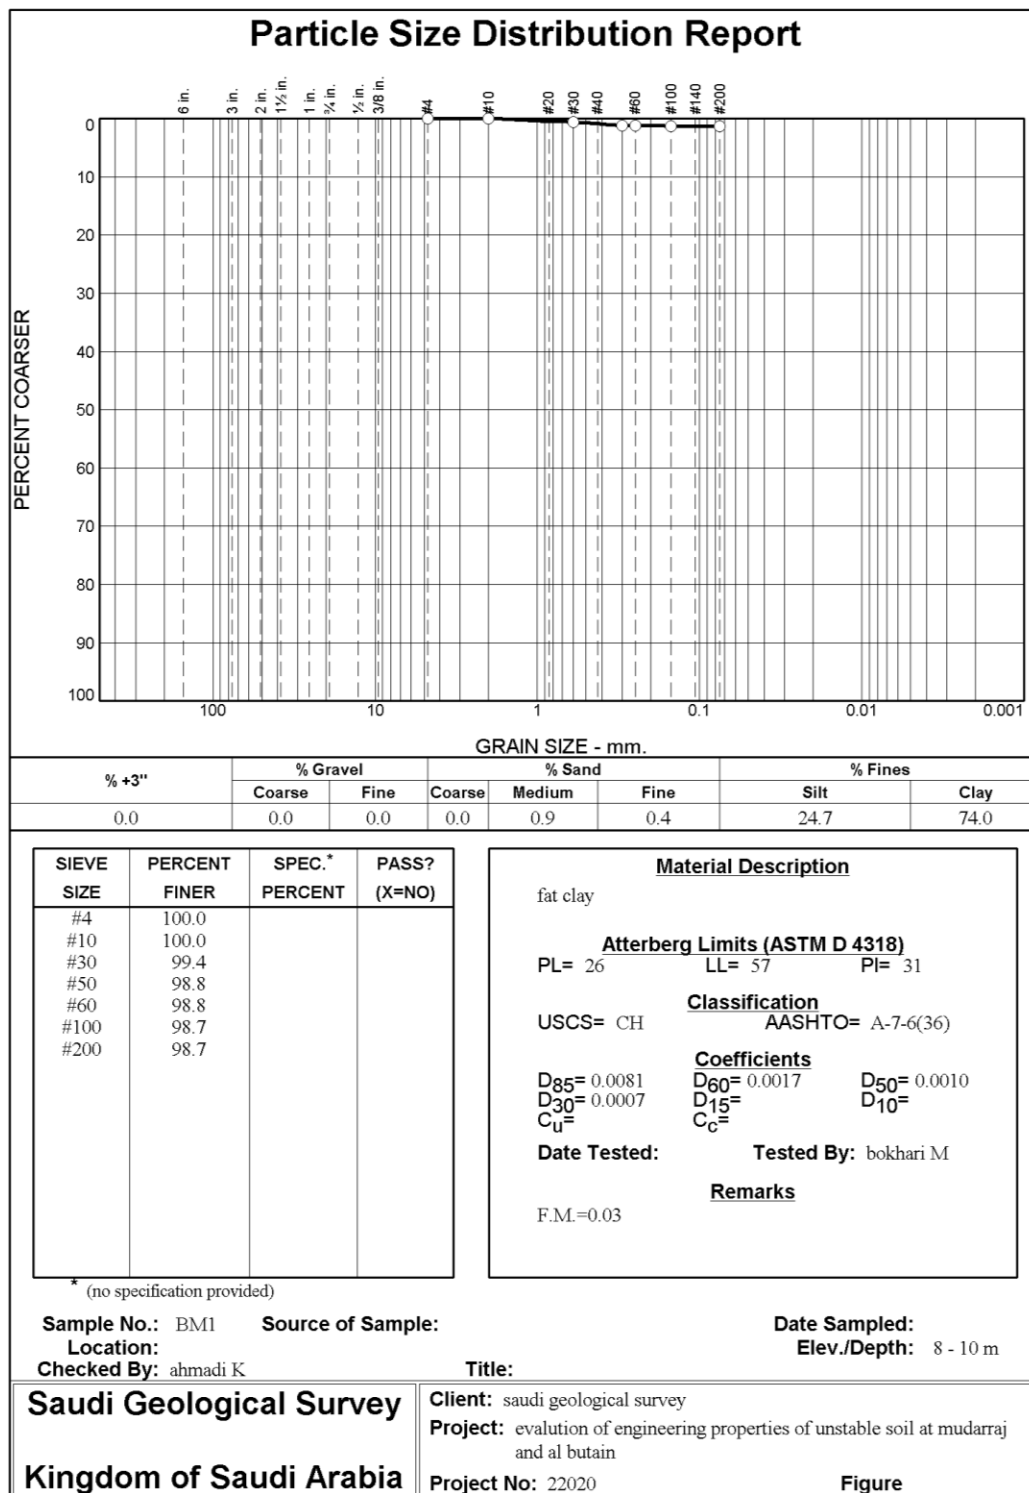 Particle Size Distribution Report
6 in. 3 in. 2 in. 1½ in. 1 in. ¾ in. ½ in. 3/8 in. #4 #10 #20 #30 #40 #60 #100 #140 #200
PERCENT COARSER
0
10
20
30
40
50
60
70
80
90
100
100 10 1 0.1 0.01 0.001
GRAIN SIZE - mm.
% +3" % Gravel % Sand % Fines
Coarse Fine Coarse Medium Fine Silt Clay
0.0 0.0 0.0 0.0 0.9 0.4 24.7 74.0
SIEVE PERCENT SPEC.* PASS?
SIZE FINER PERCENT (X=NO)
#4 100.0
#10 100.0
#30 99.4
#50 98.8
#60 98.8
#100 98.7
#200 98.7
* (no specification provided)
Material Description
fat clay
Atterberg Limits (ASTM D 4318)
PL= 26 LL= 57 PI= 31
Classification
USCS= CH AASHTO= A-7-6(36)
Coefficients
D85= 0.0081 D60= 0.0017 D50= 0.0010
D30= 0.0007 D15= D10=
Cu= Cc=
Date Tested: Tested By: bokhari M
Remarks
F.M.=0.03
Sample No.: BM1 Source of Sample: Date Sampled:
Location: Elev./Depth: 8 - 10 m
Checked By: ahmadi K Title:
Saudi Geological Survey
Kingdom of Saudi Arabia
Client: saudi geological survey
Project: evalution of engineering properties of unstable soil at mudarraj
and al butain
Project No: 22020 Figure